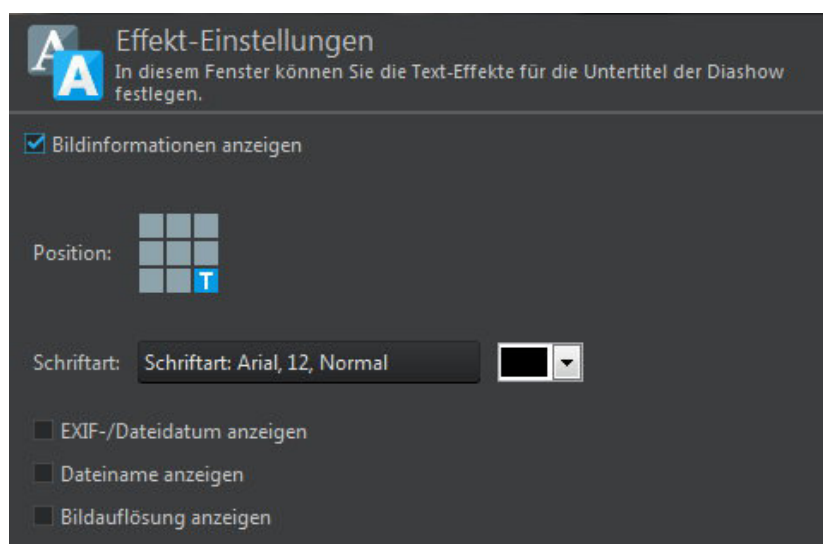 A
A
Effekt-Einstellungen
In diesem Fenster können Sie die Text-Effekte für die Untertitel der Diashow
festlegen.
Bildinformationen anzeigen
Position:
T
Schriftart: Schriftart: Arial, 12, Normal
EXIF-/Dateidatum anzeigen
Dateiname anzeigen
Bildauflösung anzeigen